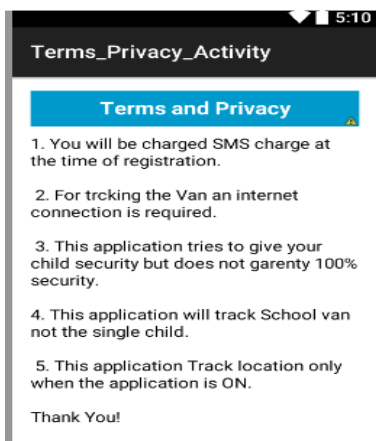 5:10
Terms_Privacy_Activity
Terms and Privacy
1. You will be charged SMS charge at
the time of registration.
2. For trcking the Van an internet
connection is required.
3. This application tries to give your
child security but does not garenty 100%
security.
4. This application will track School van
not the single child.
5. This application Track location only
when the application is ON.
Thank You!